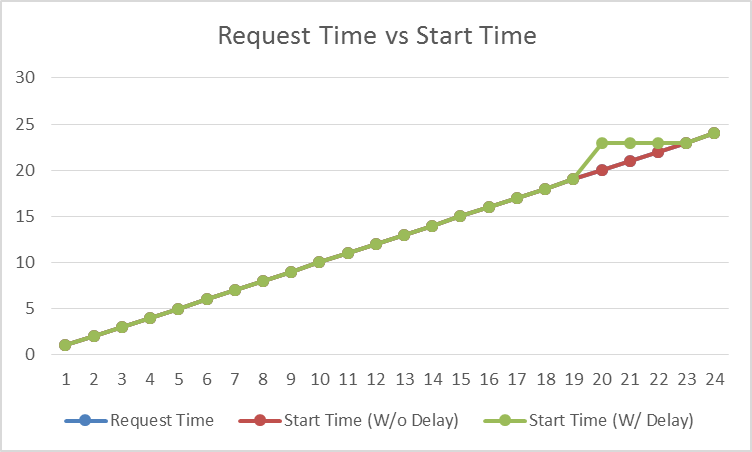 Request Time vs Start Time
30
25
20
15
10
5
0
1 2 3 4 5 6 7 8 9 10 11 12 13 14 15 16 17 18 19 20 21 22 23 24
Request Time Start Time (W/o Delay) Start Time (W/ Delay)